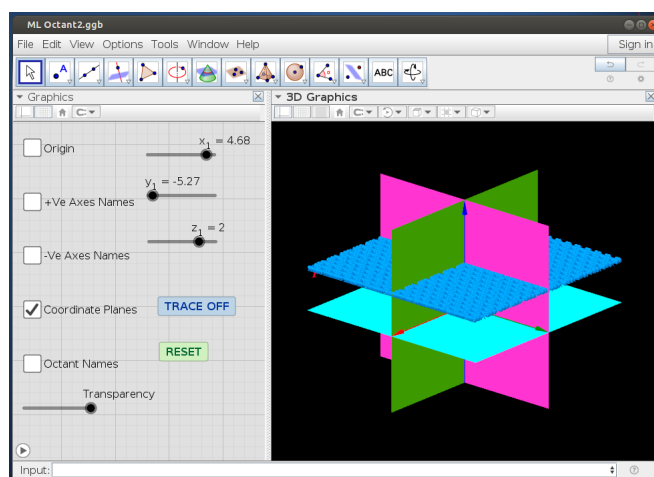 ML Octant2.ggb
File Edit View Options Tools Window Help
Sign in
ABC
Graphics
3D Graphics
Origin
x1 = 4.68
y1 = -5.27
+Ve Axes Names
z1 = 2
-Ve Axes Names
Coordinate Planes
TRACE OFF
RESET
Octant Names
Transparency
Input: